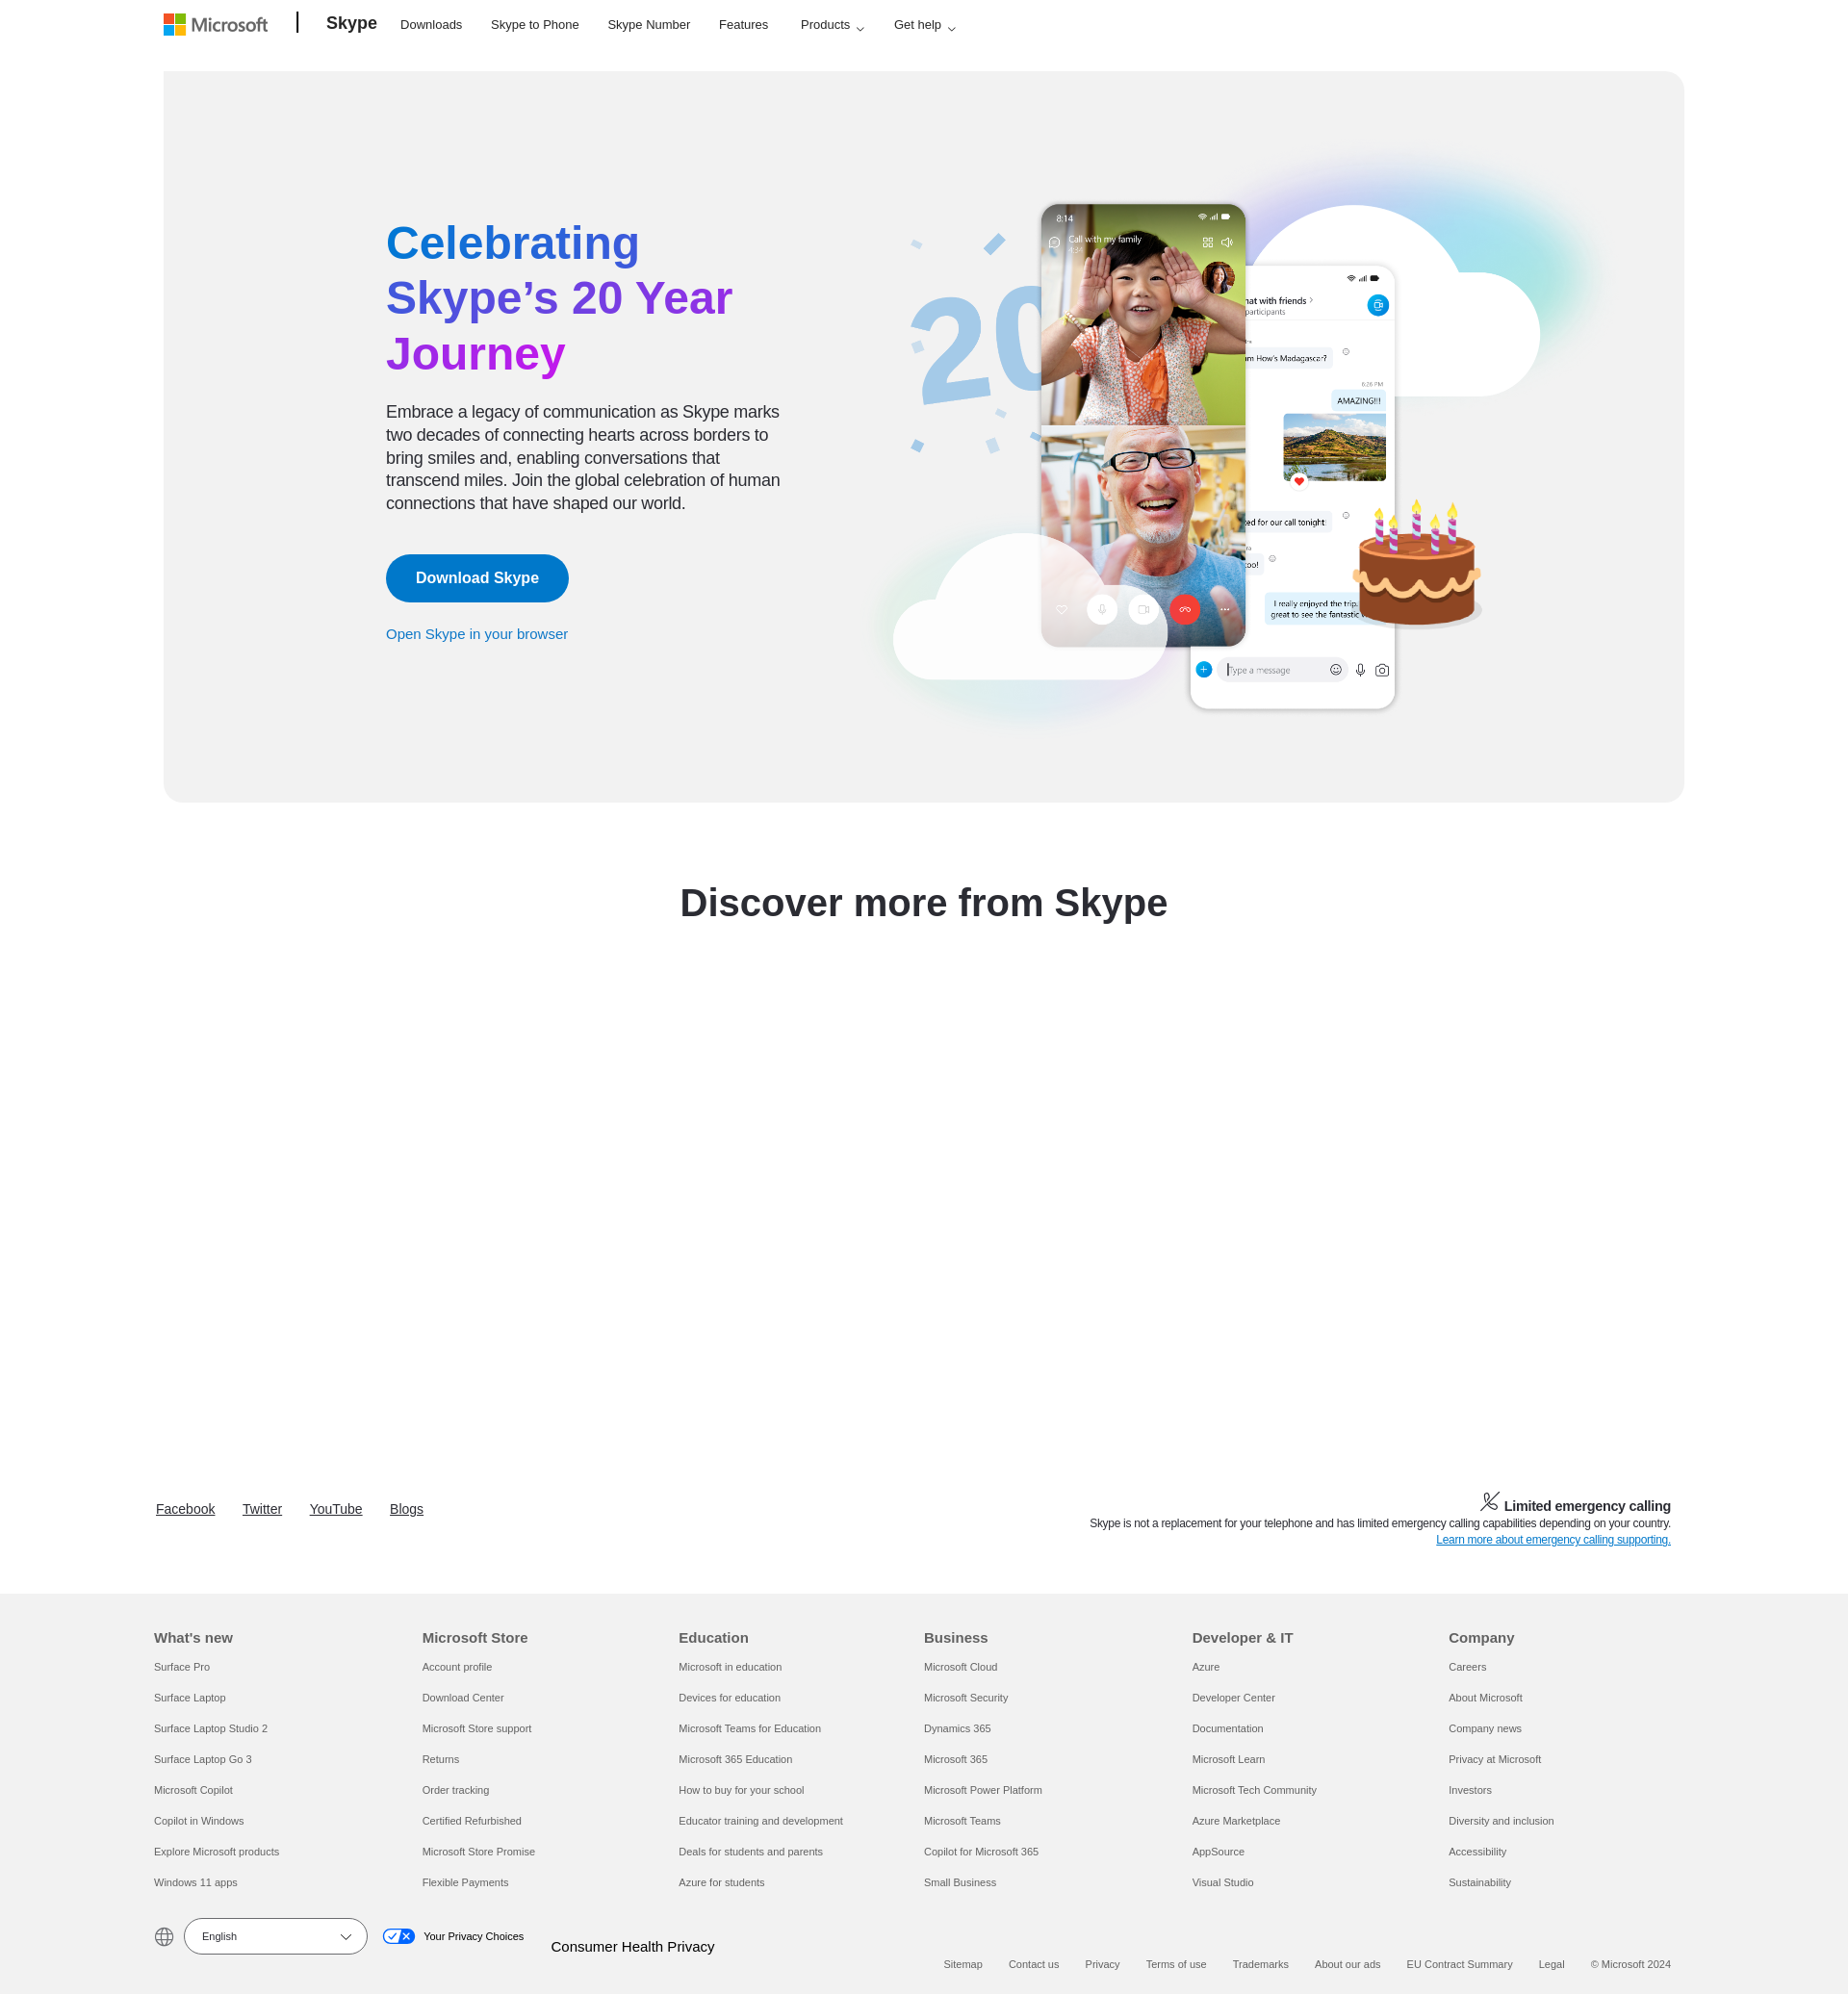 Microsoft
Skype
Downloads
Skype to Phone
Skype Number
Features
Products
Get help
Celebrating
Skype’s 20 Year
Journey
Embrace a legacy of communication as Skype marks
two decades of connecting hearts across borders to
bring smiles and, enabling conversations that
transcend miles. Join the global celebration of human
connections that have shaped our world.
Download Skype
Open Skype in your browser
20
8:14
Call with my family
hat with friends
participants
m How's Madagascar?
6:26 PM
AMAZING!!!
ed for our call tonight
too!
I really enjoyed the trip.
great to see the fantastic
Type a message
Discover more from Skype
Facebook
Twitter
YouTube
Blogs
Limited emergency calling
Skype is not a replacement for your telephone and has limited emergency calling capabilities depending on your country.
Learn more about emergency calling supporting.
What's new
Surface Pro
Surface Laptop
Surface Laptop Studio 2
Surface Laptop Go 3
Microsoft Copilot
Copilot in Windows
Explore Microsoft products
Windows 11 apps
Microsoft Store
Account profile
Download Center
Microsoft Store support
Returns
Order tracking
Certified Refurbished
Microsoft Store Promise
Flexible Payments
Education
Microsoft in education
Devices for education
Microsoft Teams for Education
Microsoft 365 Education
How to buy for your school
Educator training and development
Deals for students and parents
Azure for students
Business
Microsoft Cloud
Microsoft Security
Dynamics 365
Microsoft 365
Microsoft Power Platform
Microsoft Teams
Copilot for Microsoft 365
Small Business
Developer & IT
Azure
Developer Center
Documentation
Microsoft Learn
Microsoft Tech Community
Azure Marketplace
AppSource
Visual Studio
Company
Careers
About Microsoft
Company news
Privacy at Microsoft
Investors
Diversity and inclusion
Accessibility
Sustainability
English
Your Privacy Choices
Consumer Health Privacy
Sitemap
Contact us
Privacy
Terms of use
Trademarks
About our ads
EU Contract Summary
Legal
© Microsoft 2024